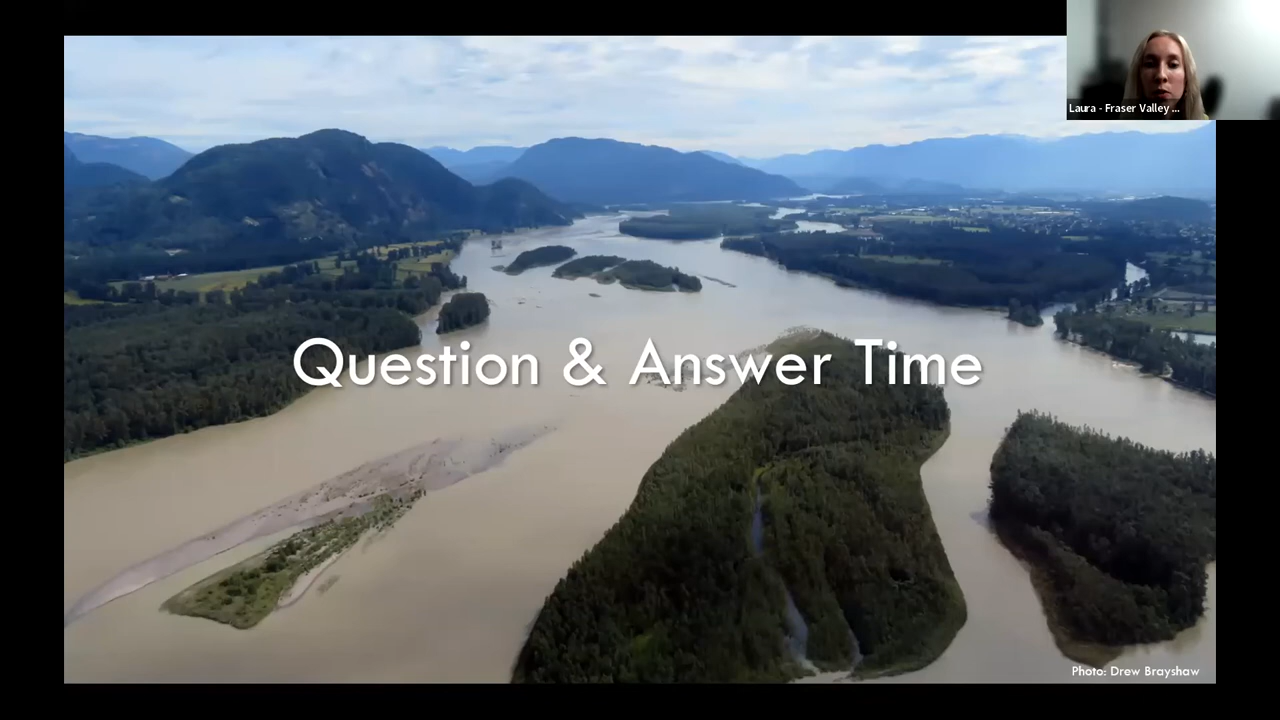 Laura - Fraser Valley ...
Question & Answer Time
Photo: Drew Brayshaw